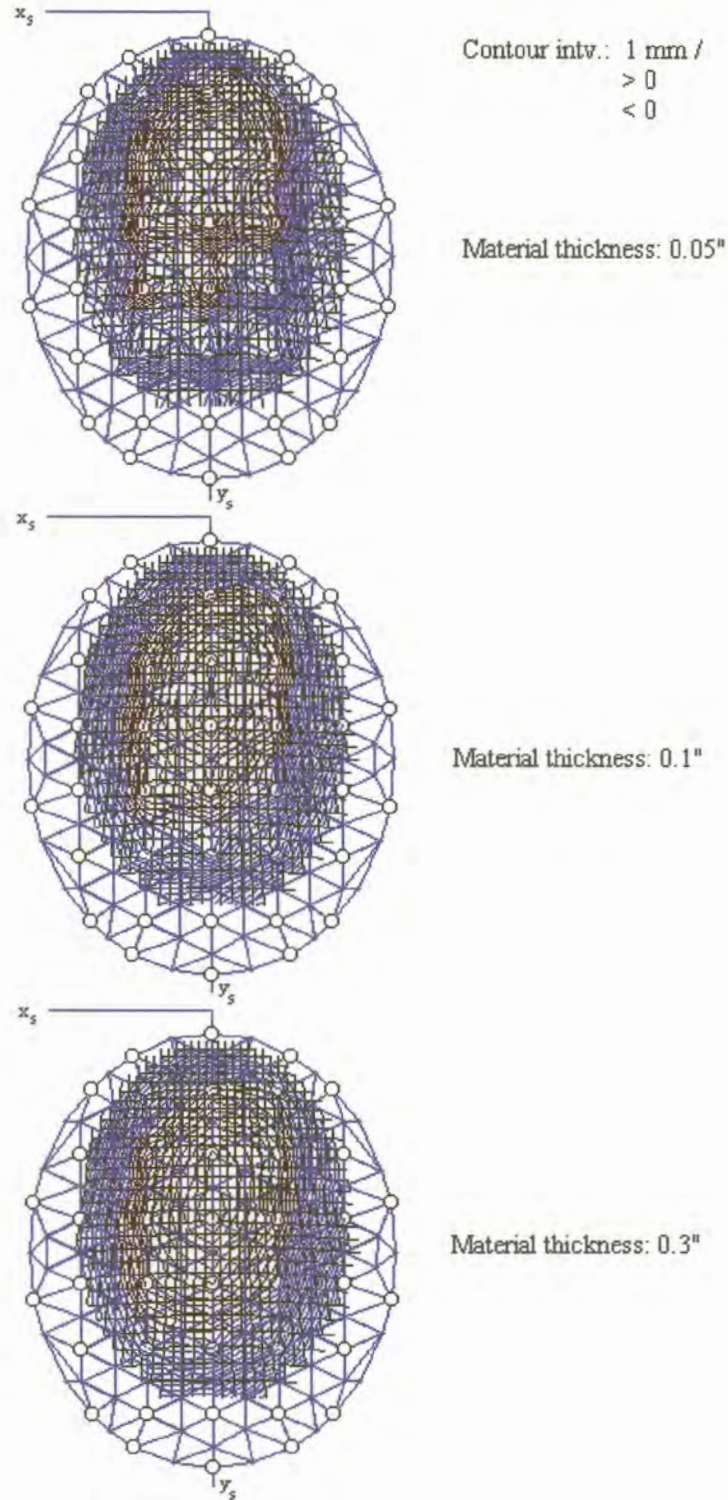 x_s
Contour intv.: 1 mm /
> 0
< 0
Material thickness: 0.05"
y_s
x_s
Material thickness: 0.1"
y_s
x_s
Material thickness: 0.3"
y_s